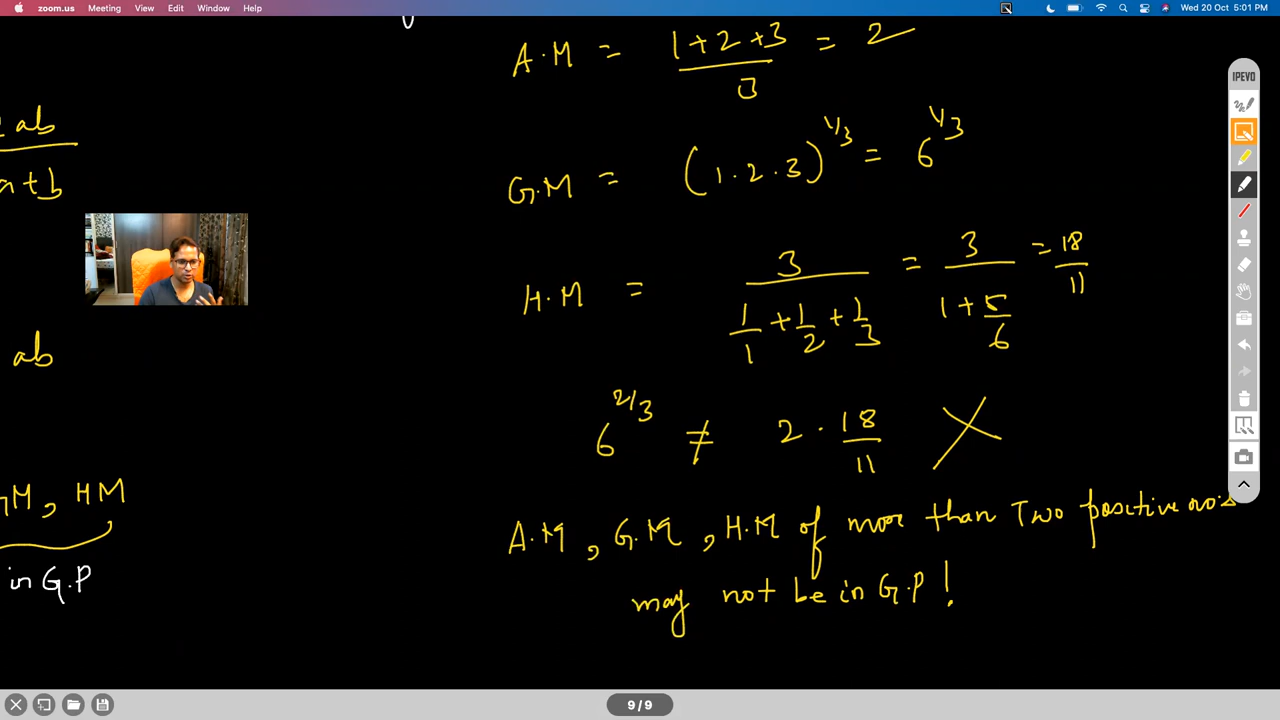 zoom.us Meeting View Edit Window Help Wed 20 Oct 5:01 PM
IPEVO
A.M = 1+2+3/3 = 2
G.M = (1.2.3)^1/3 = 6^1/3
H.M = 3/(1/1+1/2+1/3) = 3/(1+5/6) = 18/11
6^2/3 ≠ 2 · 18/11
A.M, G.M, H.M of more than Two positive no's
may not be in G.P!
ab
a+b
ab
GM, HM
in G.P
9/9